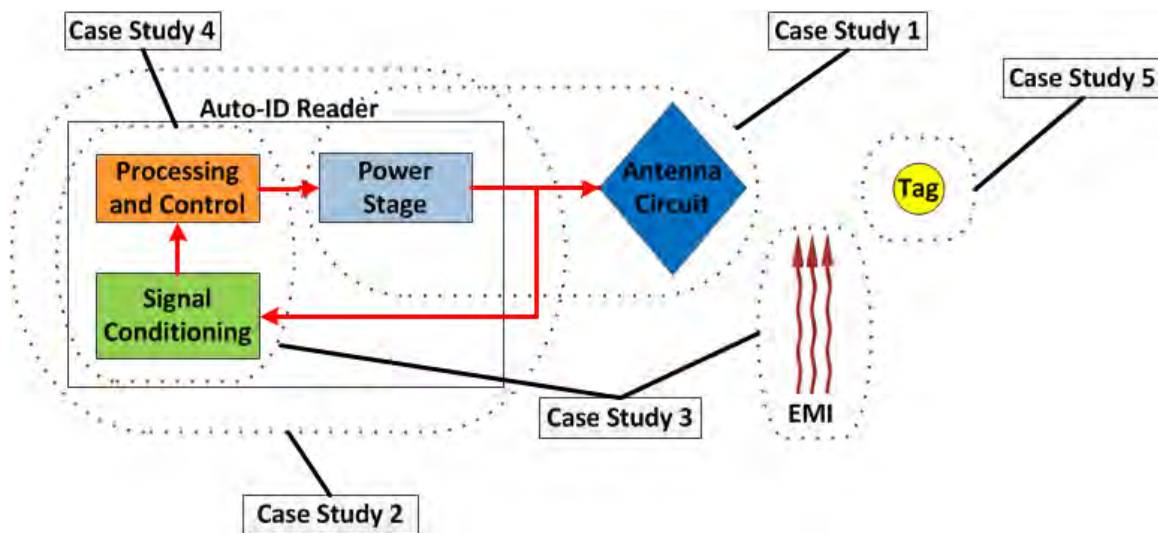 Case Study 4
Case Study 1
Case Study 5
Auto-ID Reader
Processing
and Control
Power
Stage
Antenna
Circuit
Tag
Signal
Conditioning
Case Study 3
EMI
Case Study 2